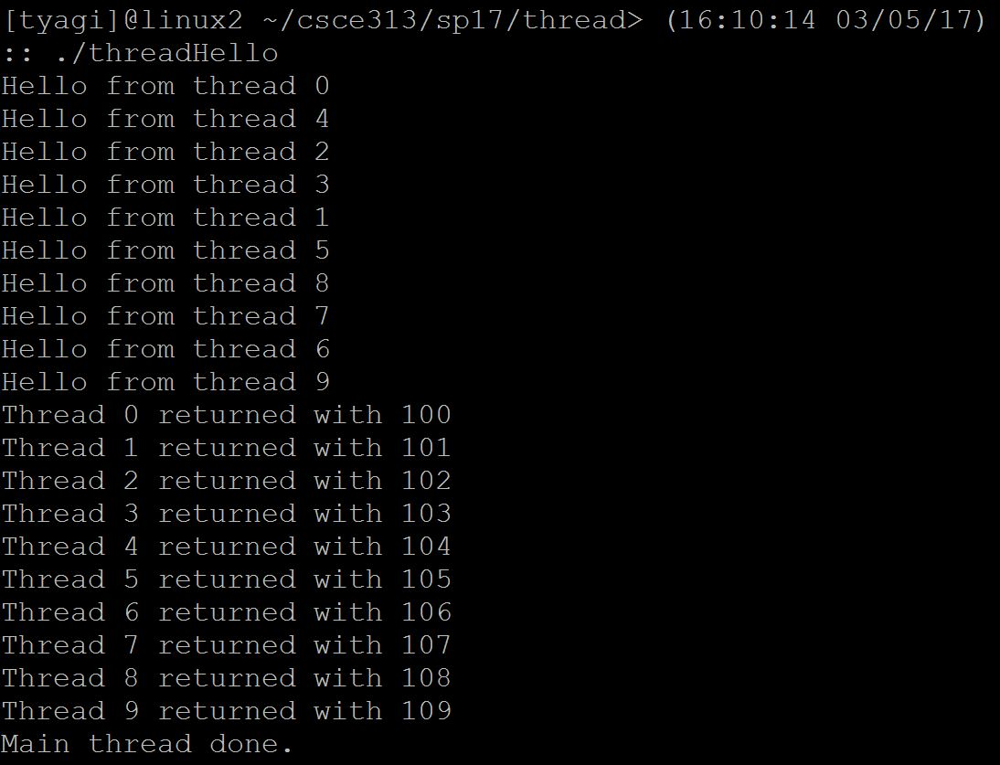 [tyagi]@linux2 ~/csce313/sp17/thread> (16:10:14 03/05/17)
:: ./threadHello
Hello from thread 0
Hello from thread 4
Hello from thread 2
Hello from thread 3
Hello from thread 1
Hello from thread 5
Hello from thread 8
Hello from thread 7
Hello from thread 6
Hello from thread 9
Thread 0 returned with 100
Thread 1 returned with 101
Thread 2 returned with 102
Thread 3 returned with 103
Thread 4 returned with 104
Thread 5 returned with 105
Thread 6 returned with 106
Thread 7 returned with 107
Thread 8 returned with 108
Thread 9 returned with 109
Main thread done.